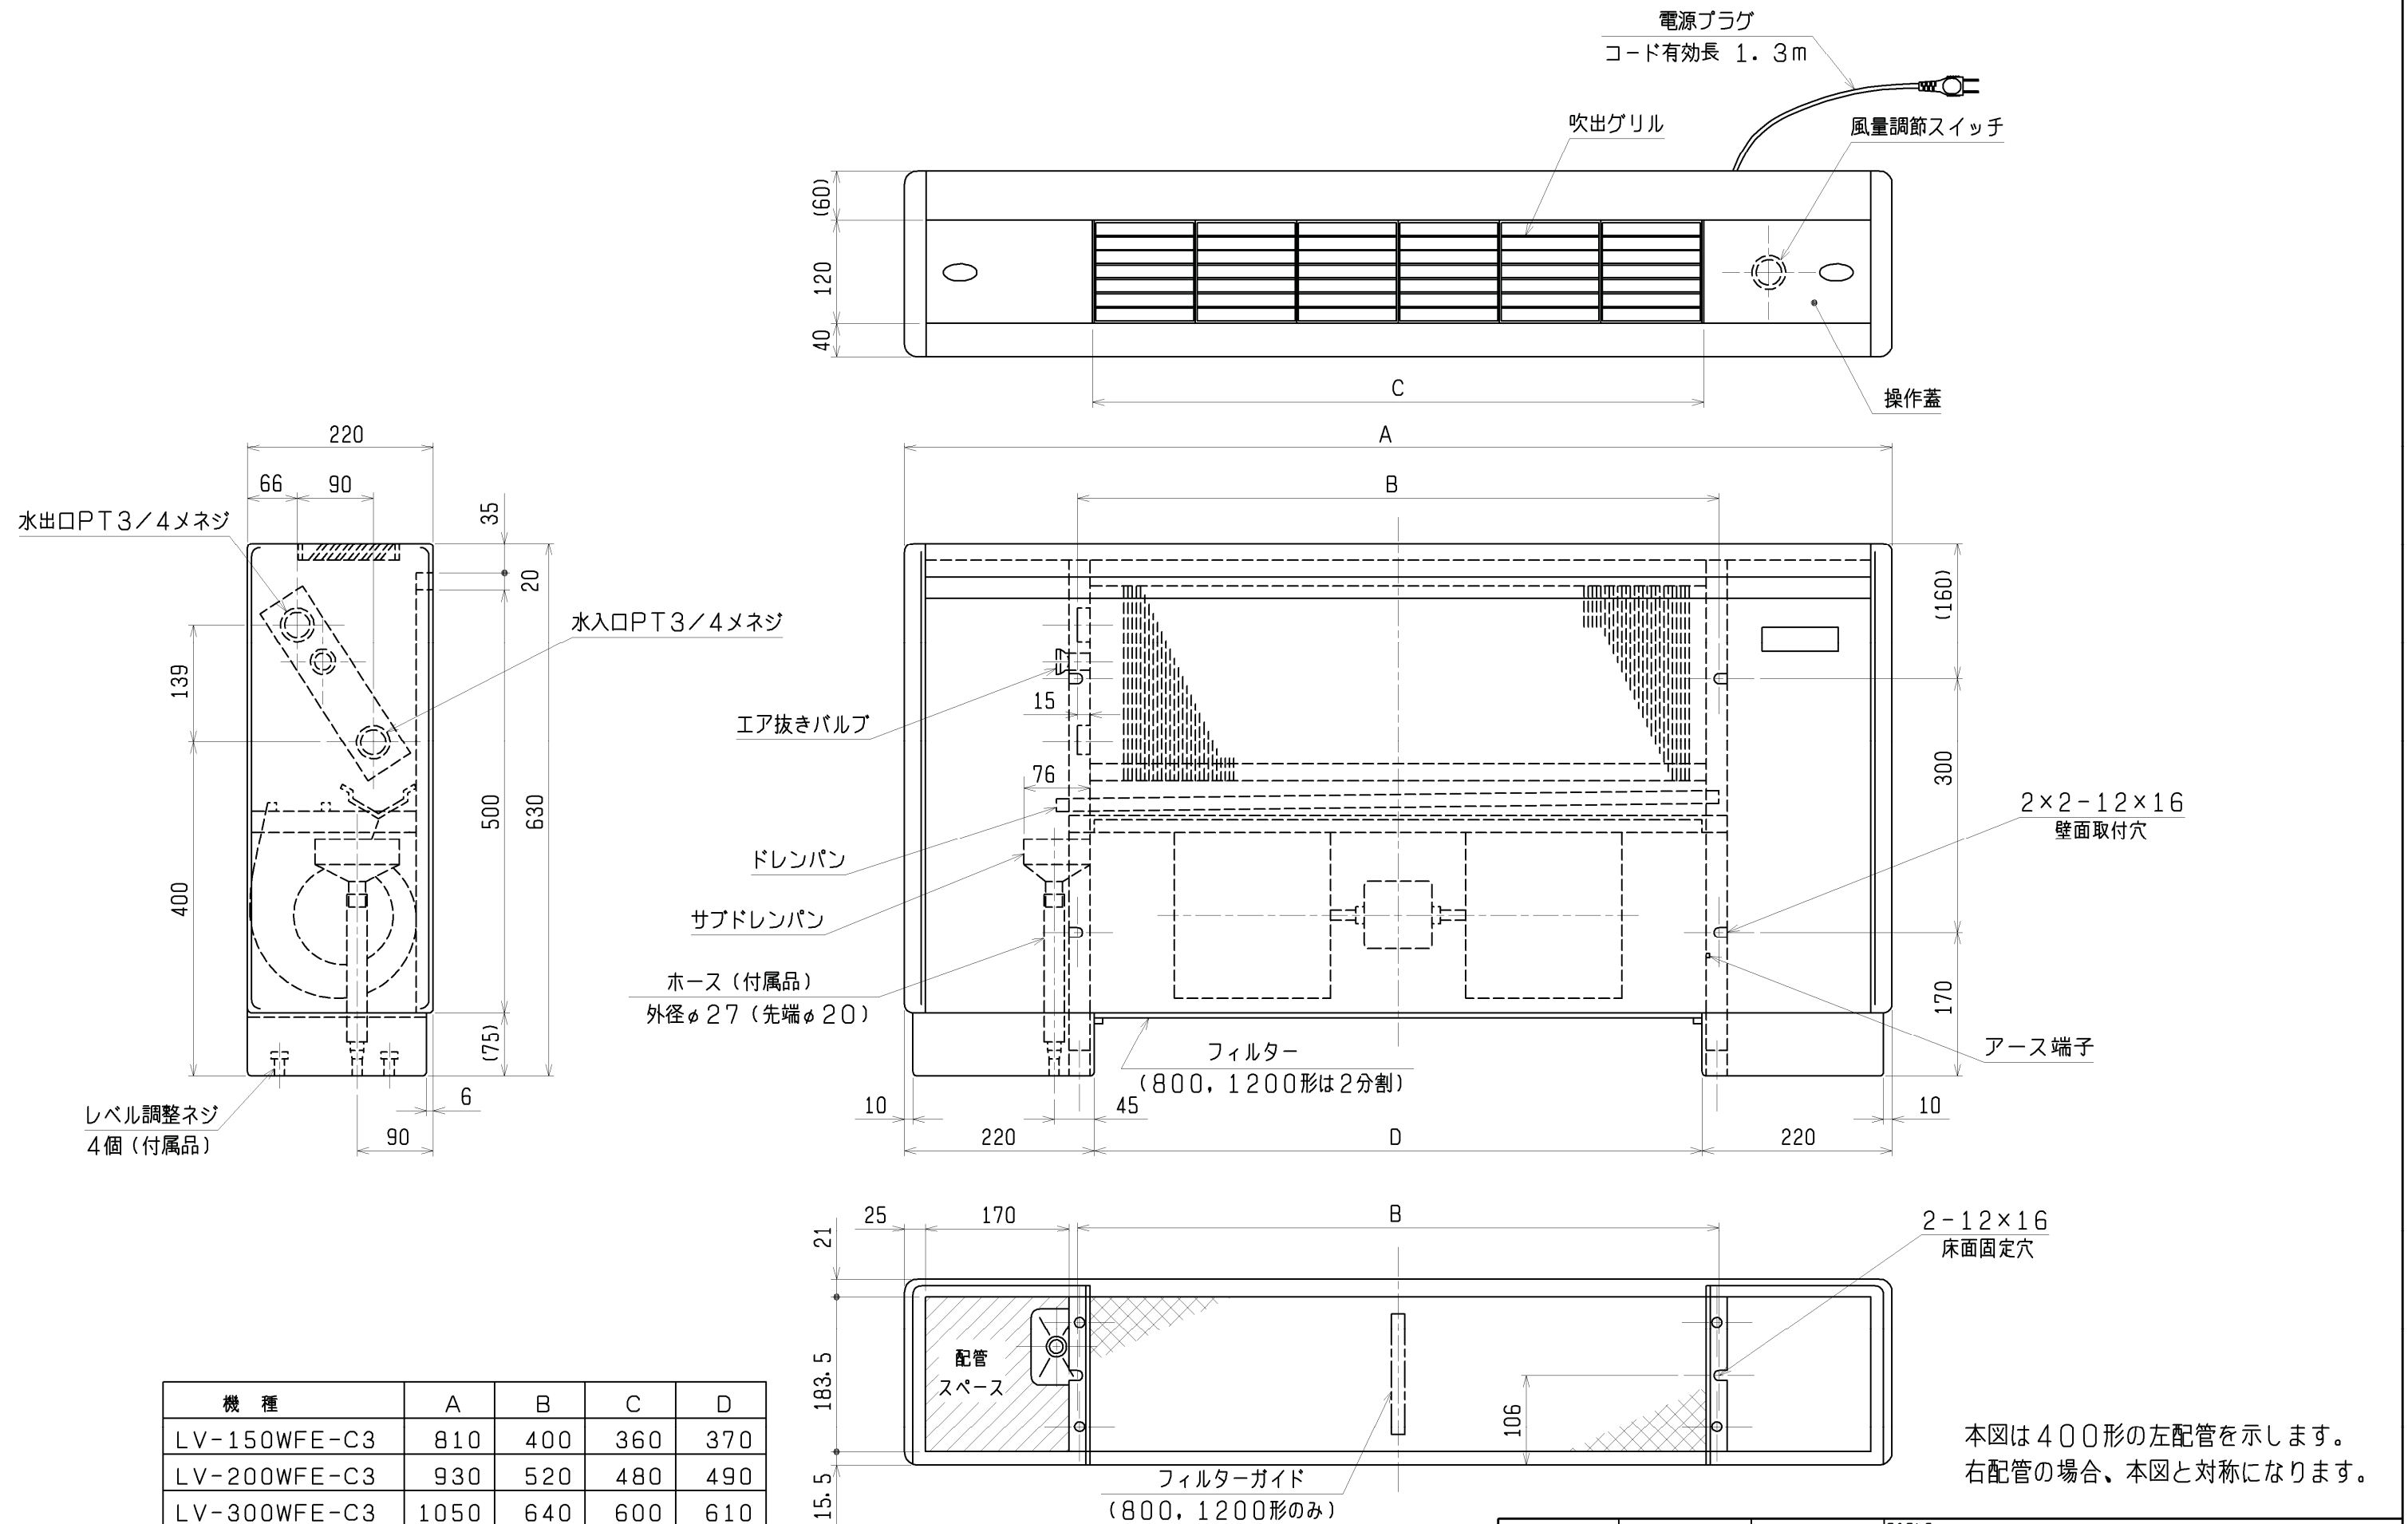 電源プラグ
コード有効長 1.3m
吹出グリル
風量調節スイッチ
(60)
120
40
C
操作蓋
220
66
90
35
水出口PT3/4メネジ
20
水入口PT3/4メネジ
139
400
500
630
(75)
6
90
レベル調整ネジ
4個(付属品)
A
B
(160)
15
エア抜きバルブ
76
300
2×2-12×16
壁面取付穴
ドレンパン
サブドレンパン
ホース(付属品)
外径φ27(先端φ20)
170
フィルター
(800,1200形は2分割)
アース端子
10
45
10
220
D
220
25
170
B
21
2-12×16
床面固定穴
配管
スペース
183.5
106
15.5
フィルターガイド
(800,1200形のみ)
機 種 A B C D
LV-150WFE-C3 810 400 360 370
LV-200WFE-C3 930 520 480 490
LV-300WFE-C3 1050 640 600 610
本図は400形の左配管を示します。
右配管の場合、本図と対称になります。